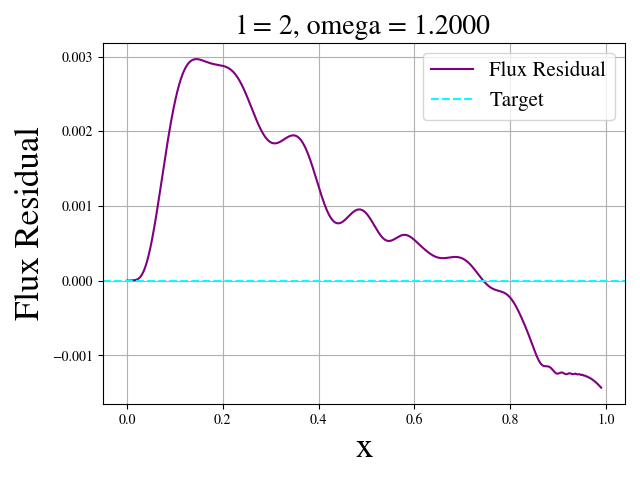 l = 2, omega = 1.2000
Flux Residual
Target
0.003
0.002
0.001
0.000
−0.001
Flux Residual
0.0 0.2 0.4 0.6 0.8 1.0
x